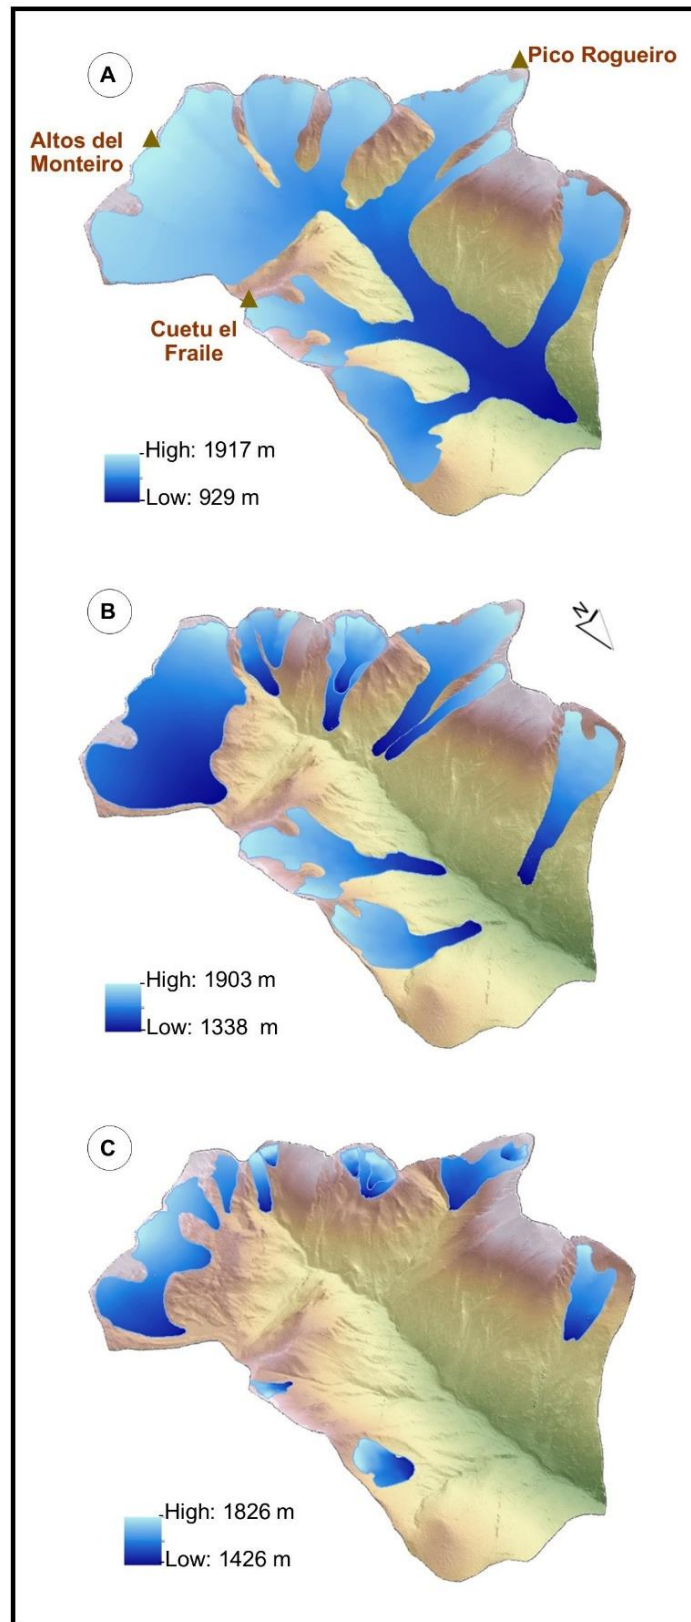 A
Pico Rogueiro
Altos del
Monteiro
Cuetu el
Fraile
High: 1917 m
Low: 929 m
B
N
High: 1903 m
Low: 1338 m
C
High: 1826 m
Low: 1426 m